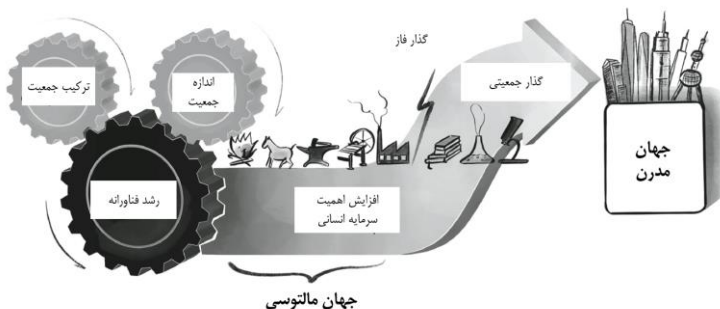 گذار فاز
ترکیب جمعیت
اندازه
جمعیت
گذار جمعیتی
جهان
مدرن
رشد فناورانه
افزایش اهمیت
سرمایه انسانی
جهان مالتوسی